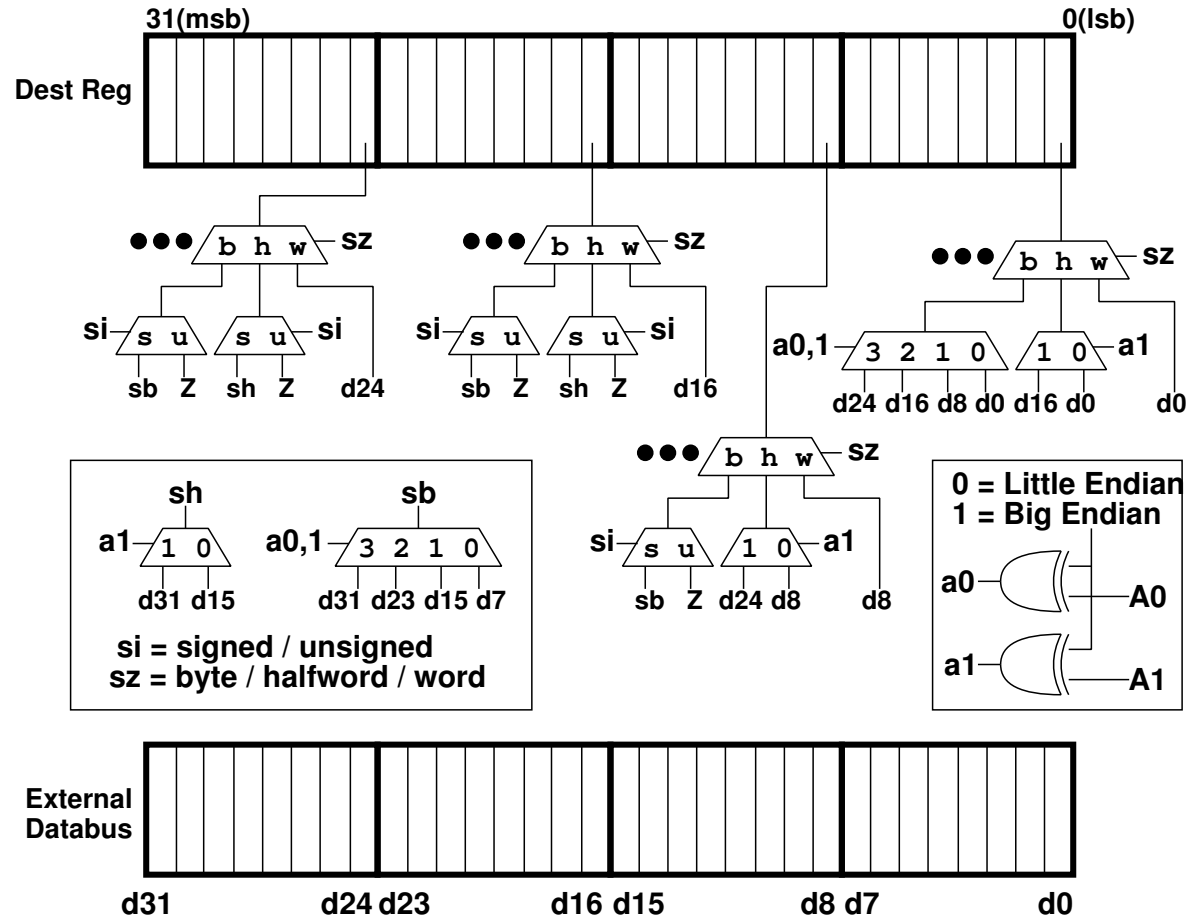 31(msb) 0(lsb)
Dest Reg
b h w sz
b h w sz
b h w sz
si s u s u si
si s u s u si
a0,1 3 2 1 0 1 0 a1
sb Z sh Z d24
sb Z sh Z d16
d24 d16 d8 d0 d16 d0 d0
b h w sz
si s u 1 0 a1
sb Z d24 d8 d8
sh sb
a1 1 0 a0,1 3 2 1 0
d31 d15 d31 d23 d15 d7
si = signed / unsigned
sz = byte / halfword / word
0 = Little Endian
1 = Big Endian
a0 A0
a1 A1
External
Databus
d31 d24 d23 d16 d15 d8 d7 d0